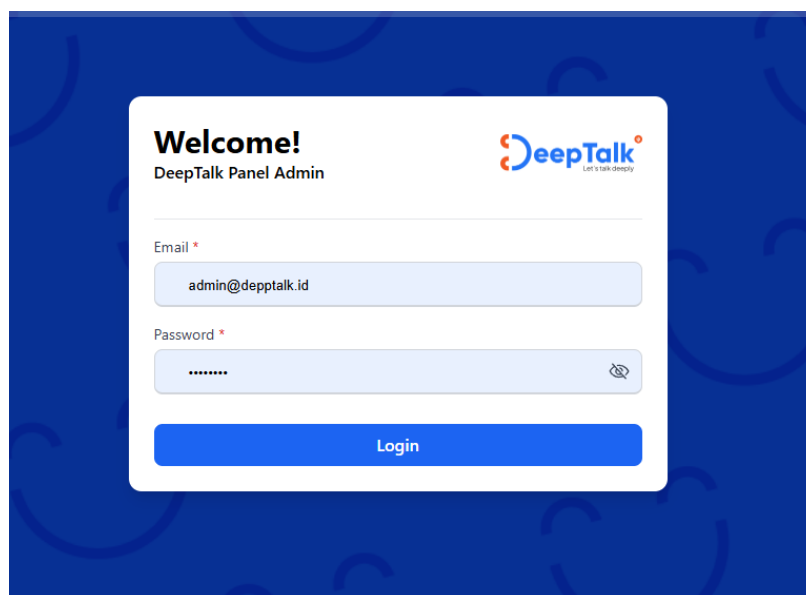 Welcome!
DeepTalk Panel Admin
DeepTalk
Let's talk deeply
Email *
admin@depptalk.id
Password *
••••••••
Login